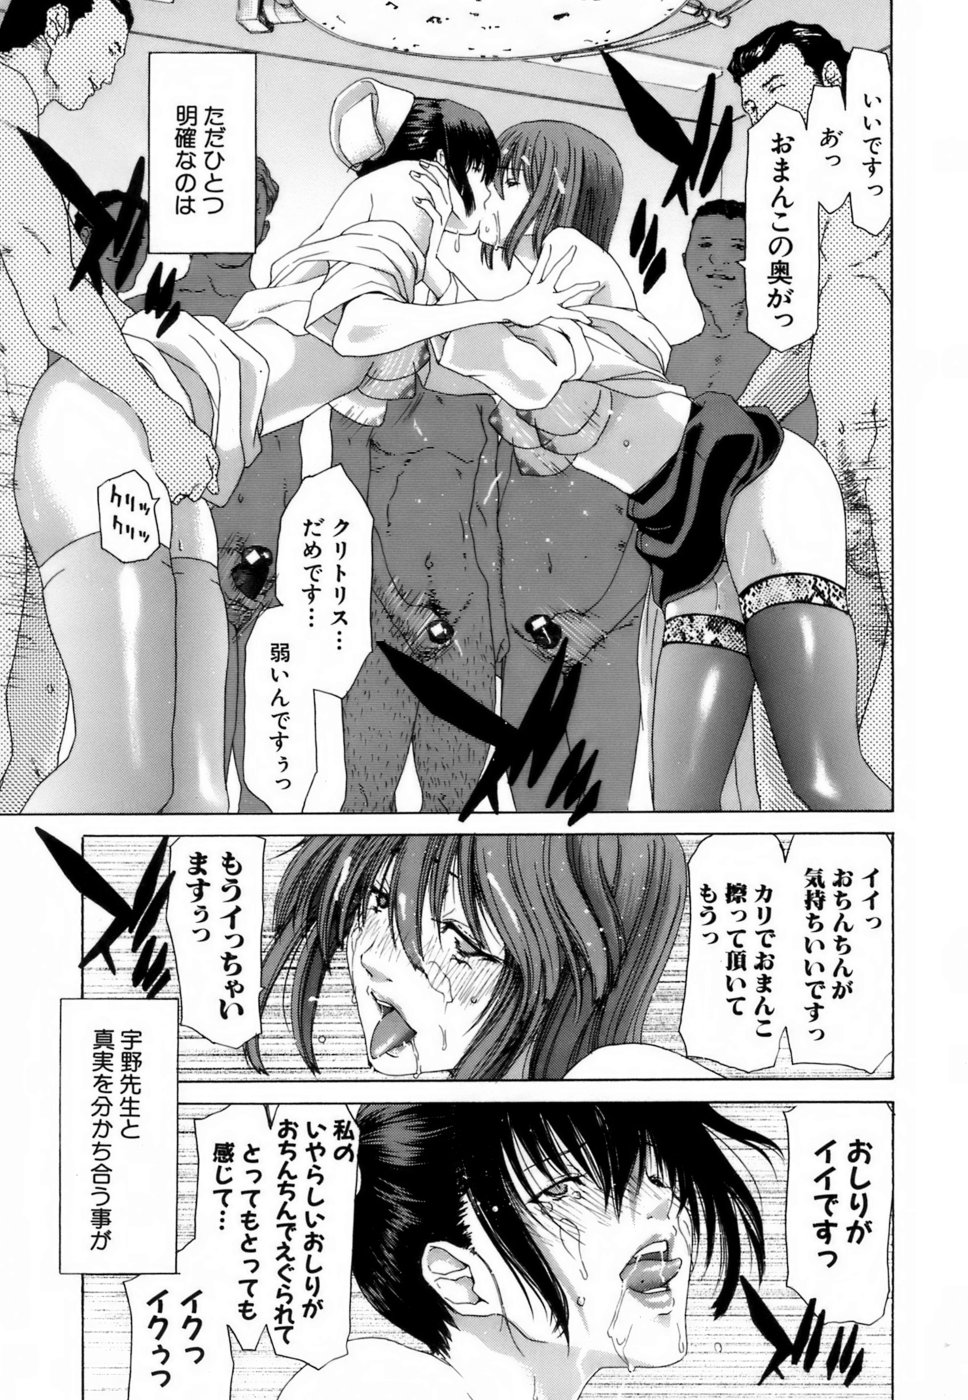 いいですっ
あ゛っ
おまんこの奥がっ
ただひとつ
明確なのは
クリッ
クリッ
クリトリス…
だめです…
弱いんですぅっ
イイっ
おちんちんが
気持ちいいですっ
カリでおまんこ
擦って頂いて
もうっ
もうイっちゃい
ますぅっ
宇野先生と
真実を分かち合う事が
おしりが
イイですっ
私の
いやらしいおしりが
おちんちんでえぐられて
とってもとっても
感じて…
イクっ
イクぅっ